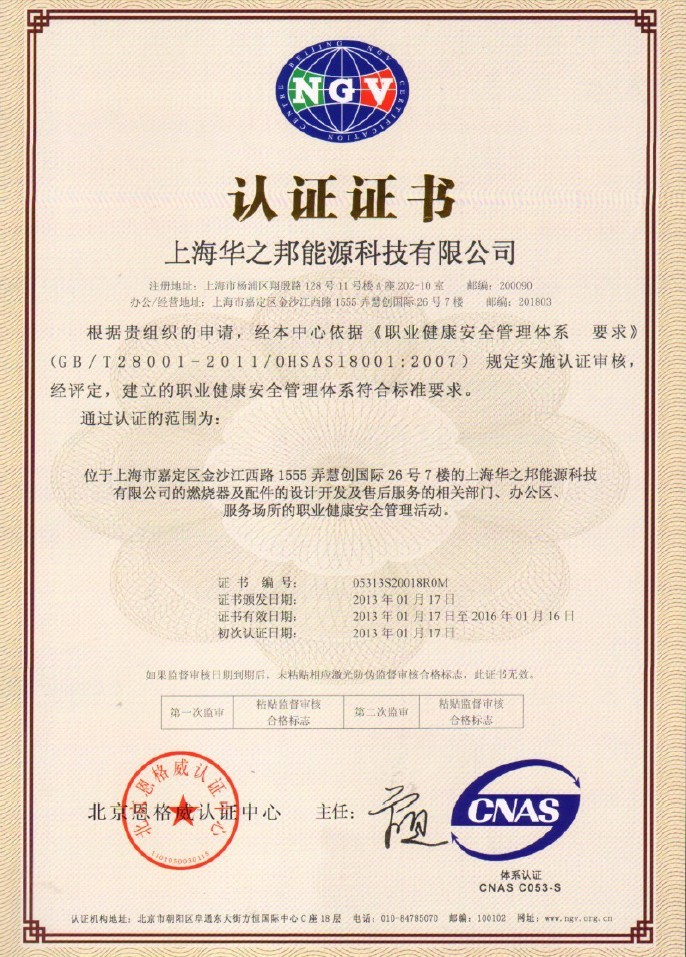 BEIJING NGV CERTIFICATION CENTRE
NGV
认证证书
上海华之邦能源科技有限公司
注册地址：上海市杨浦区翔殷路128号11号楼A座202-10室 邮编：200090
办公/经营地址：上海市嘉定区金沙江西路1555弄慧创国际26号7楼 邮编：201803
根据贵组织的申请，经本中心依据《职业健康安全管理体系 要求》
(GB/T28001-2011/OHSAS18001:2007) 规定实施认证审核，
经评定，建立的职业健康安全管理体系符合标准要求。
通过认证的范围为：
位于上海市嘉定区金沙江西路1555弄慧创国际26号7楼的上海华之邦能源科技
有限公司的燃烧器及配件的设计开发及售后服务的相关部门、办公区、
服务场所的职业健康安全管理活动。
证书编号： 05313S20018R0M
证书颁发日期： 2013年01月17日
证书有效日期： 2013年01月17日至2016年01月16日
初次认证日期： 2013年01月17日
如果监督审核日期到期后，未粘贴相应激光防伪监督审核合格标志，此证书无效。
第一次监审 粘贴监督审核 第二次监审 粘贴监督审核
合格标志 合格标志
北京恩格威认证中心
北京恩格威认证中心 主任：
CNAS
体系认证
CNAS C053-S
认证机构地址：北京市朝阳区阜通东大街方恒国际中心C座18层 电话：010-84785070 邮编：100102 网址：www.ngv.org.cn